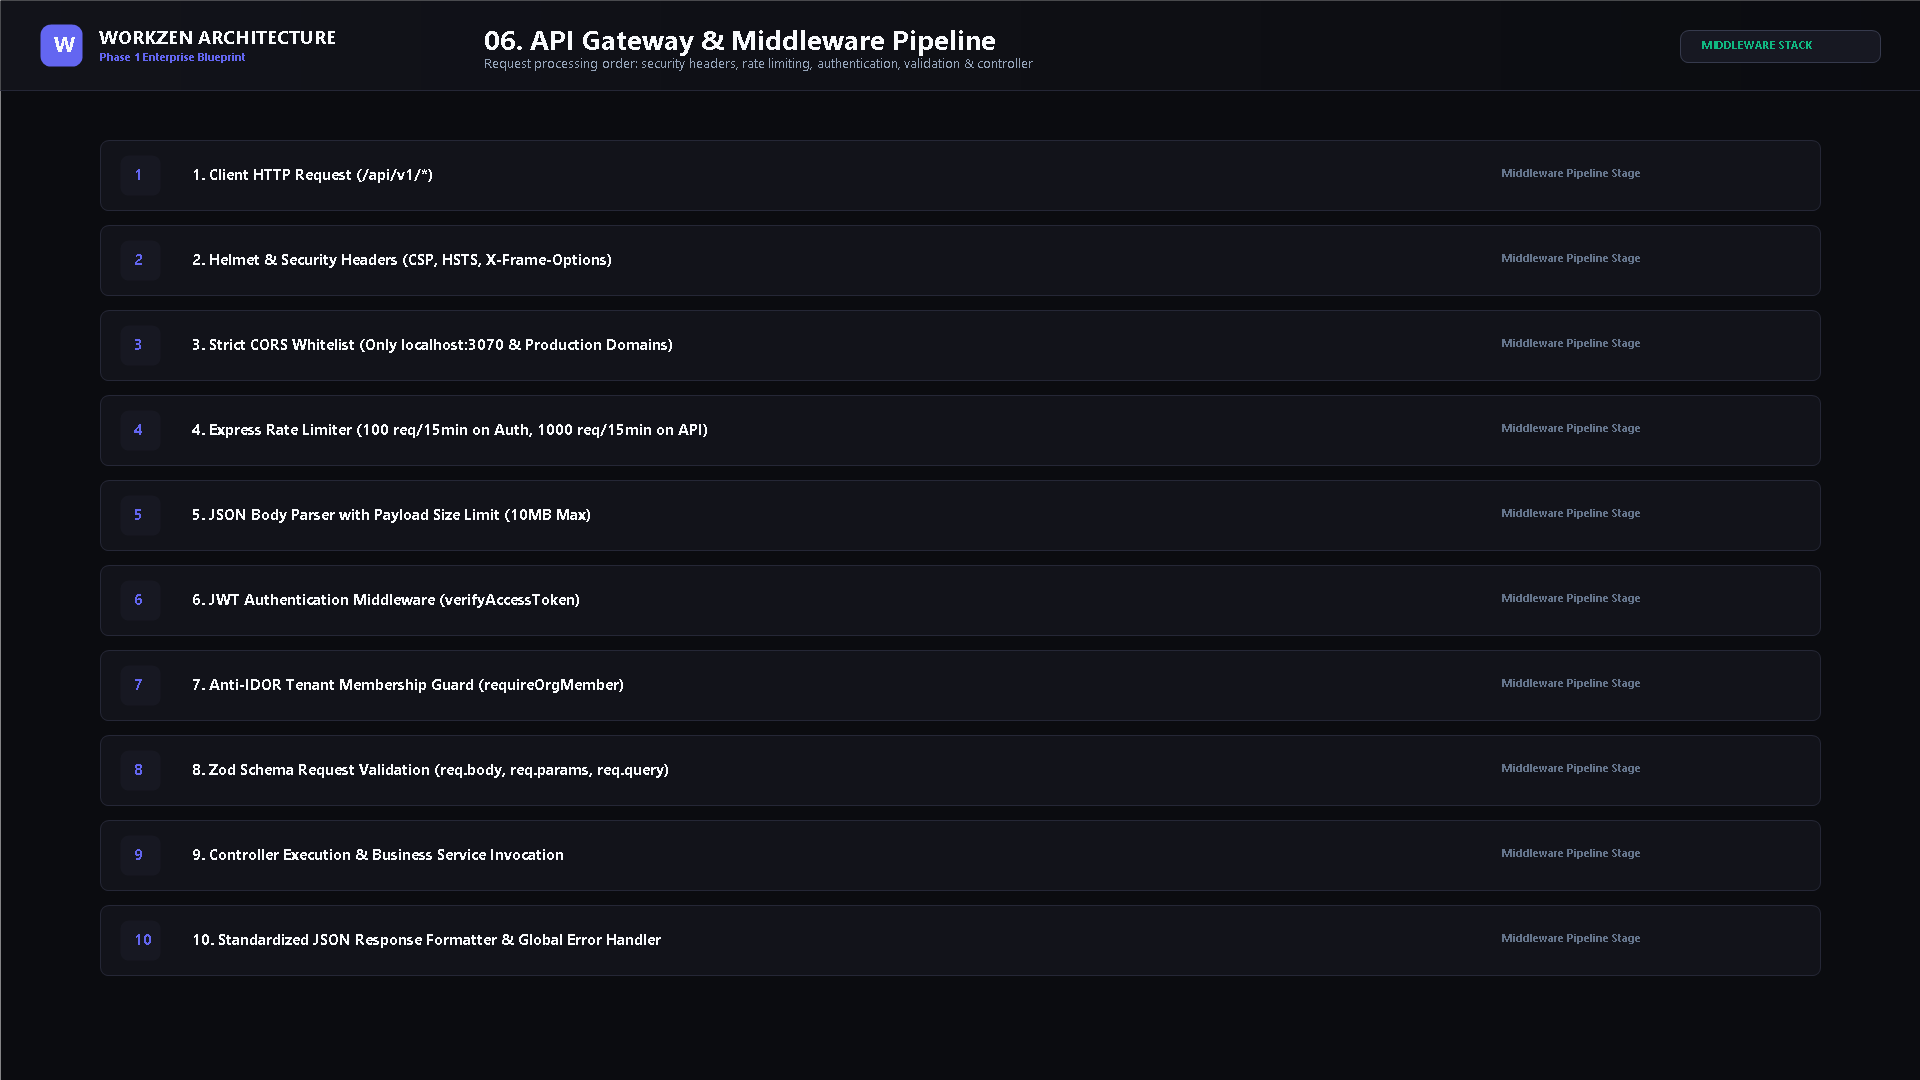 W
WORKZEN ARCHITECTURE
Phase 1 Enterprise Blueprint
06. API Gateway & Middleware Pipeline
Request processing order: security headers, rate limiting, authentication, validation & controller
MIDDLEWARE STACK
1 1. Client HTTP Request (/api/v1/*) Middleware Pipeline Stage
2 2. Helmet & Security Headers (CSP, HSTS, X-Frame-Options) Middleware Pipeline Stage
3 3. Strict CORS Whitelist (Only localhost:3070 & Production Domains) Middleware Pipeline Stage
4 4. Express Rate Limiter (100 req/15min on Auth, 1000 req/15min on API) Middleware Pipeline Stage
5 5. JSON Body Parser with Payload Size Limit (10MB Max) Middleware Pipeline Stage
6 6. JWT Authentication Middleware (verifyAccessToken) Middleware Pipeline Stage
7 7. Anti-IDOR Tenant Membership Guard (requireOrgMember) Middleware Pipeline Stage
8 8. Zod Schema Request Validation (req.body, req.params, req.query) Middleware Pipeline Stage
9 9. Controller Execution & Business Service Invocation Middleware Pipeline Stage
10 10. Standardized JSON Response Formatter & Global Error Handler Middleware Pipeline Stage